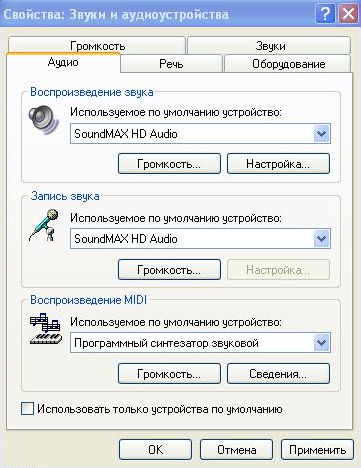 Свойства: Звуки и аудиоустройства
Громкость Звуки
Аудио Речь Оборудование
Воспроизведение звука
Используемое по умолчанию устройство:
SoundMAX HD Audio
Громкость... Настройка...
Запись звука
Используемое по умолчанию устройство:
SoundMAX HD Audio
Громкость... Настройка...
Воспроизведение MIDI
Используемое по умолчанию устройство:
Программный синтезатор звуковой
Громкость... Сведения...
Использовать только устройства по умолчанию
OK Отмена Применить